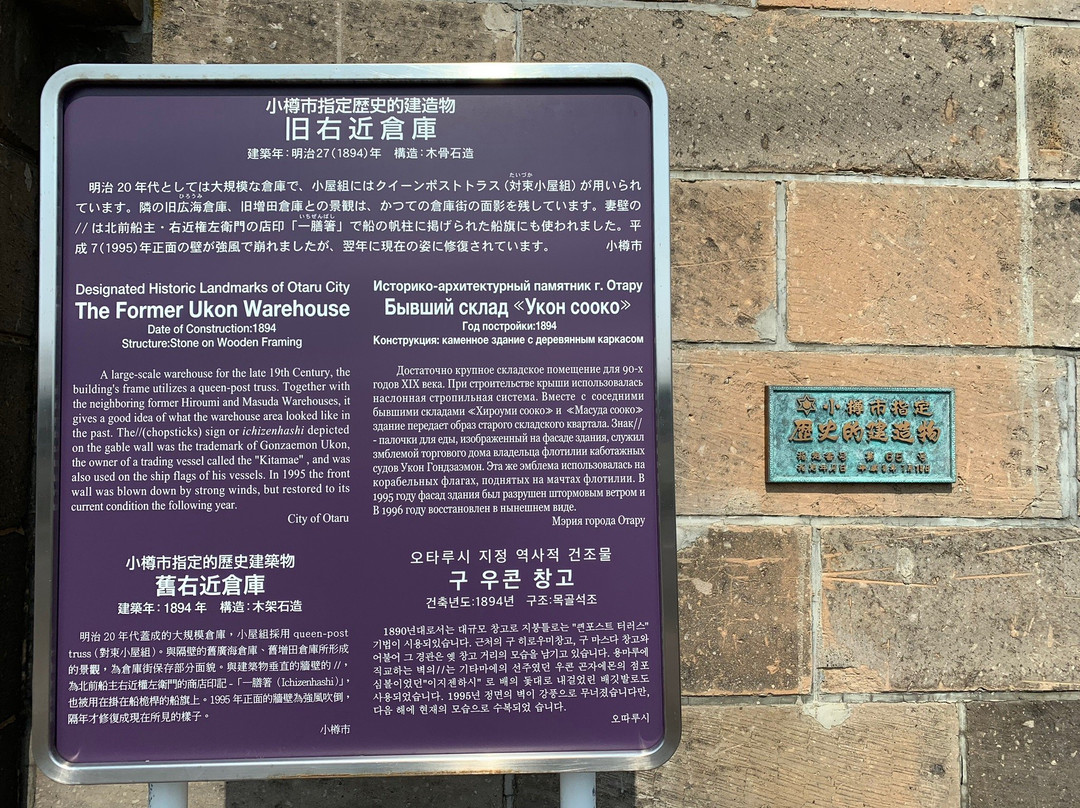 小樽市指定歴史的建造物
旧右近倉庫
建築年：明治27(1894)年　構造：木骨石造
明治20年代としては大規模な倉庫で、小屋組にはクイーンポストトラス（対束小屋組）が用いられ
たいづか
ています。隣の旧広海倉庫、旧増田倉庫との景観は、かつての倉庫街の面影を残しています。妻壁の
ひろうみ
//は北前船主・右近権左衛門の店印「一膳箸」で船の帆柱に掲げられた船旗にも使われました。平
いちぜんばし
成7(1995)年正面の壁が強風で崩れましたが、翌年に現在の姿に修復されています。　小樽市
Designated Historic Landmarks of Otaru City
The Former Ukon Warehouse
Date of Construction:1894
Structure:Stone on Wooden Framing
A large-scale warehouse for the late 19th Century, the
building's frame utilizes a queen-post truss. Together with
the neighboring former Hiroumi and Masuda Warehouses, it
gives a good idea of what the warehouse area looked like in
the past. The//(chopsticks) sign or ichizenhashi depicted
on the gable wall was the trademark of Gonzaemon Ukon,
the owner of a trading vessel called the "Kitamae" , and was
also used on the ship flags of his vessels. In 1995 the front
wall was blown down by strong winds, but restored to its
current condition the following year.
City of Otaru
Историко-архитектурный памятник г. Отару
Бывший склад «Укон сооко»
Год постройки:1894
Конструкция: каменное здание с деревянным каркасом
Достаточно крупное складское помещение для 90-х
годов XIX века. При строительстве крыши использовалась
наслонная стропильная система. Вместе с соседними
бывшими складами «Хироуми сооко» и «Масуда сооко»
здание передает образ старого складского квартала. Знак//
- палочки для еды, изображенный на фасаде здания, служил
эмблемой торгового дома владельца флотилии каботажных
судов Укон Гондзаэмон. Эта же эмблема использовалась на
корабельных флагах, поднятых на мачтах флотилии. В
1995 году фасад здания был разрушен штормовым ветром и
В 1996 году восстановлен в нынешнем виде.
Мэрия города Отару
小樽市指定的歷史建築物
舊右近倉庫
建築年：1894年　構造：木架石造
明治20年代蓋成的大規模倉庫，小屋組採用 queen-post
truss（對束小屋組）。與隔壁的舊廣海倉庫、舊增田倉庫所形成
的景觀，為倉庫街保存部分面貌。與建築物垂直的牆壁的//，
為北前船主右近權左衛門的商店印記-「一膳箸（Ichizenhashi）」，
也被用在掛在船桅桿的船旗上。1995年正面的牆壁為強風吹倒，
隔年才修復成現在所見的樣子。
小樽市
오타루시 지정 역사적 건조물
구 우콘 창고
건축년도:1894년　구조:목골석조
1890년대로서는 대규모 창고로 지붕틀로는 "퀸포스트 터러스"
기법이 시용되있습니다. 근처의 구 히로우미창고, 구 마스다 창고와
어불어 그 경관은 옛 창고 거리의 모습을 남기고 있습니다. 용마루에
직교하는 벽의//는 기타마에의 선주였던 우콘 곤자에몬의 점포
심볼이었던"이지젠하시" 로 배의 돛대로 내걸었던 배깃발로도
사용되었습니다. 1995년 정면의 벽이 강풍으로 무너졌습니다만,
다음 해에 현재의 모습으로 수복되었 습니다.
오따루시
小樽市指定
歴史的建造物
指定番号　第65号